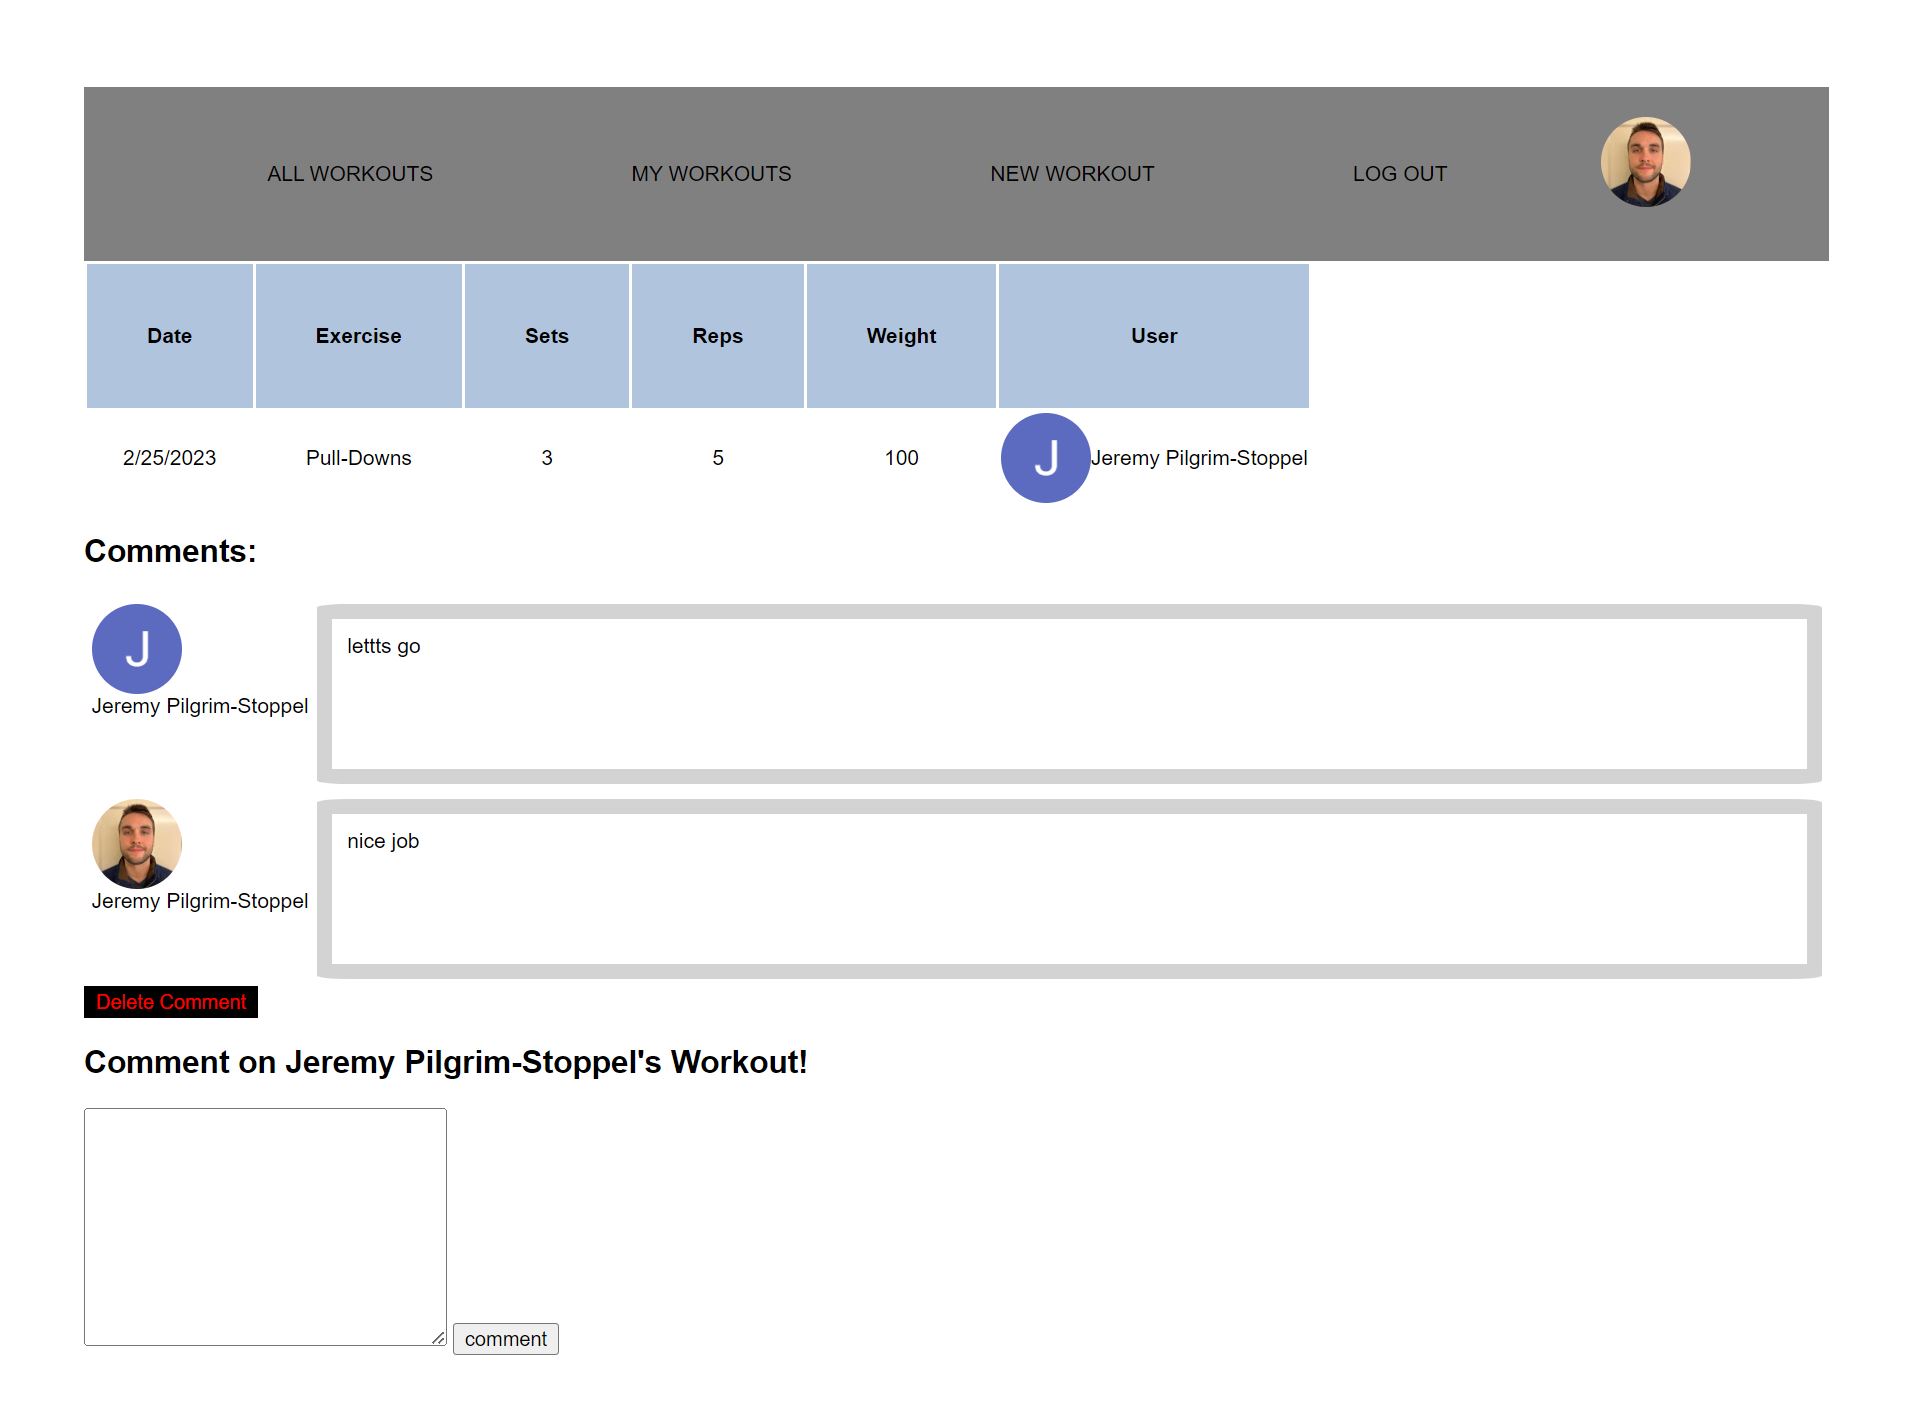 ALL WORKOUTS MY WORKOUTS NEW WORKOUT LOG OUT
Date Exercise Sets Reps Weight User
2/25/2023 Pull-Downs 3 5 100 J Jeremy Pilgrim-Stoppel
Comments:
J
lettts go
Jeremy Pilgrim-Stoppel
nice job
Jeremy Pilgrim-Stoppel
Delete Comment
Comment on Jeremy Pilgrim-Stoppel's Workout!
comment